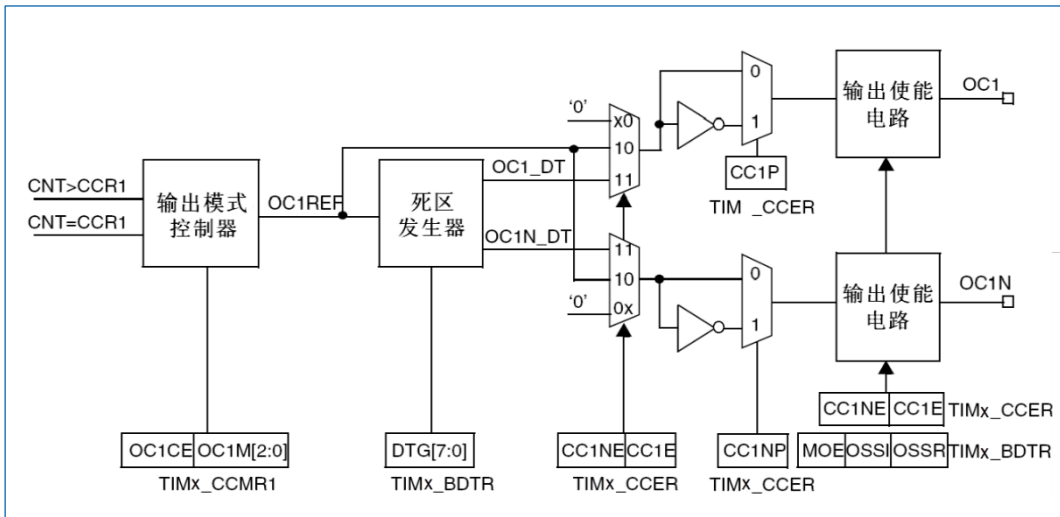 CNT>CCR1
CNT=CCR1
输出模式
控制器
OC1REF
死区
发生器
OC1_DT
OC1N_DT
‘0’
x0
10
11
11
10
0x
‘0’
0
1
CC1P
TIM _CCER
0
1
输出使能
电路
OC1
输出使能
电路
OC1N
OC1CE OC1M[2:0]
TIMx_CCMR1
DTG[7:0]
TIMx_BDTR
CC1NE CC1E
TIMx_CCER
CC1NP
TIMx_CCER
CC1NE CC1E TIMx_CCER
MOE OSSI OSSR TIMx_BDTR